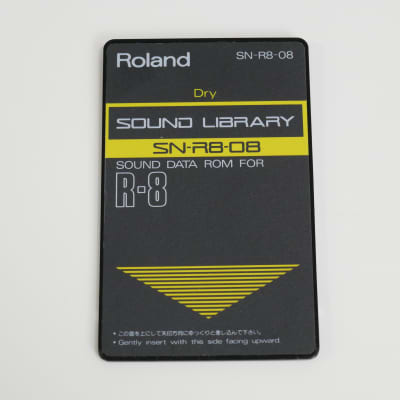 Roland SN-R8-08
Dry
SOUND LIBRARY
SN-R8-08
SOUND DATA ROM FOR
R-8
• この面を上にして矢印方向にゆっくりと差し込んで下さい。
• Gently insert with this side facing upward.